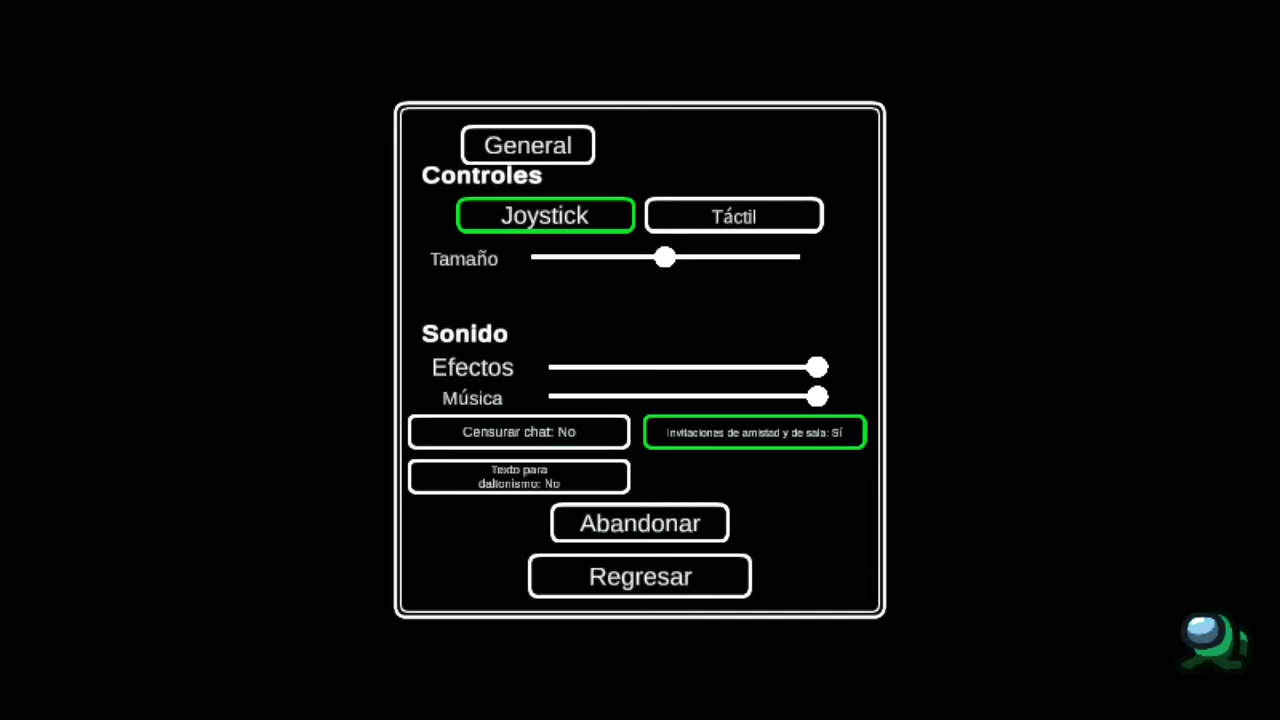 General
Controles
Joystick
Táctil
Tamaño
Sonido
Efectos
Música
Censurar chat: No
Invitaciones de amistad y de sala: Sí
Texto para
daltonismo: No
Abandonar
Regresar